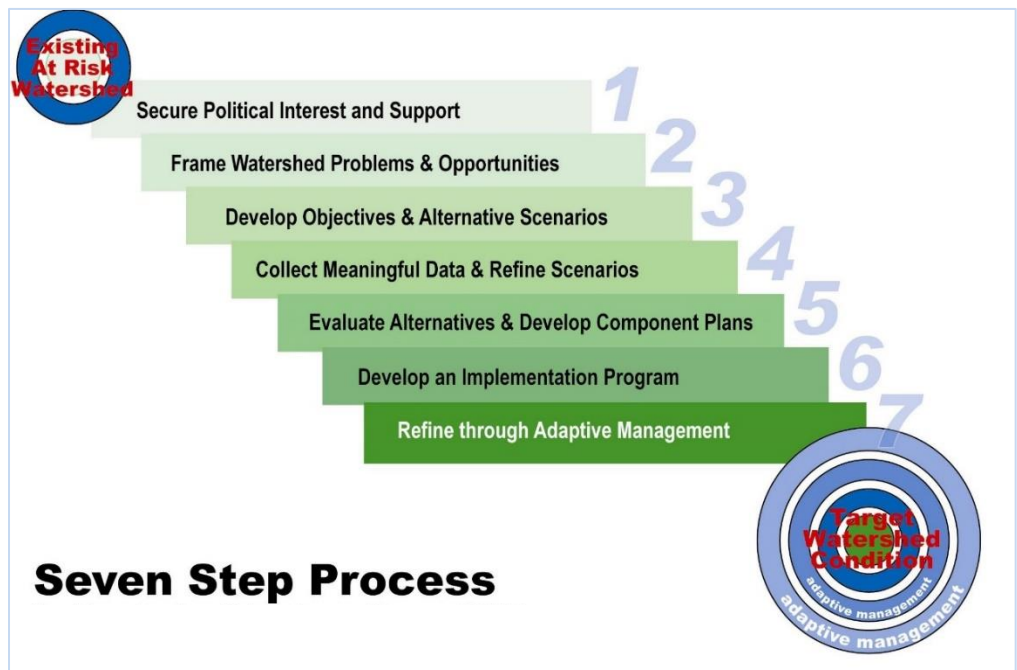 Existing
At Risk
Watershed
Secure Political Interest and Support
1
Frame Watershed Problems & Opportunities
2
Develop Objectives & Alternative Scenarios
3
Collect Meaningful Data & Refine Scenarios
4
Evaluate Alternatives & Develop Component Plans
5
Develop an Implementation Program
6
Refine through Adaptive Management
7
Target
Watershed
Condition
adaptive management
adaptive management
Seven Step Process